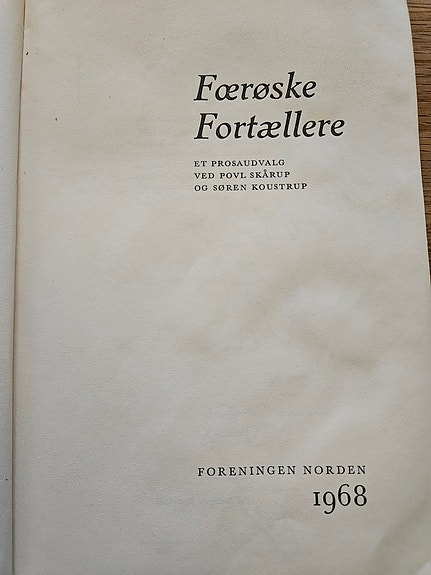 Færøske
Fortællere
ET PROSAUDVALG
VED POVL SKÅRUP
OG SØREN KOUSTRUP
FORENINGEN NORDEN
1968